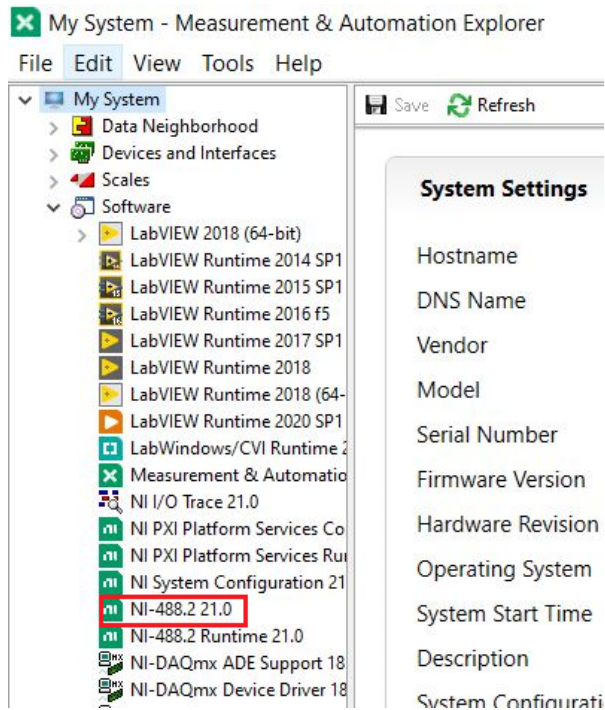 My System - Measurement & Automation Explorer
File Edit View Tools Help
My System
Data Neighborhood
Devices and Interfaces
Scales
Software
LabVIEW 2018 (64-bit)
LabVIEW Runtime 2014 SP1
LabVIEW Runtime 2015 SP1
LabVIEW Runtime 2016 f5
LabVIEW Runtime 2017 SP1
LabVIEW Runtime 2018
LabVIEW Runtime 2018 (64-
LabVIEW Runtime 2020 SP1
LabWindows/CVI Runtime 2
Measurement & Automatio
NI I/O Trace 21.0
NI PXI Platform Services Co
NI PXI Platform Services Rui
NI System Configuration 21
NI-488.2 21.0
NI-488.2 Runtime 21.0
NI-DAQmx ADE Support 18
NI-DAQmx Device Driver 18
Save Refresh
System Settings
Hostname
DNS Name
Vendor
Model
Serial Number
Firmware Version
Hardware Revision
Operating System
System Start Time
Description
System Configurati